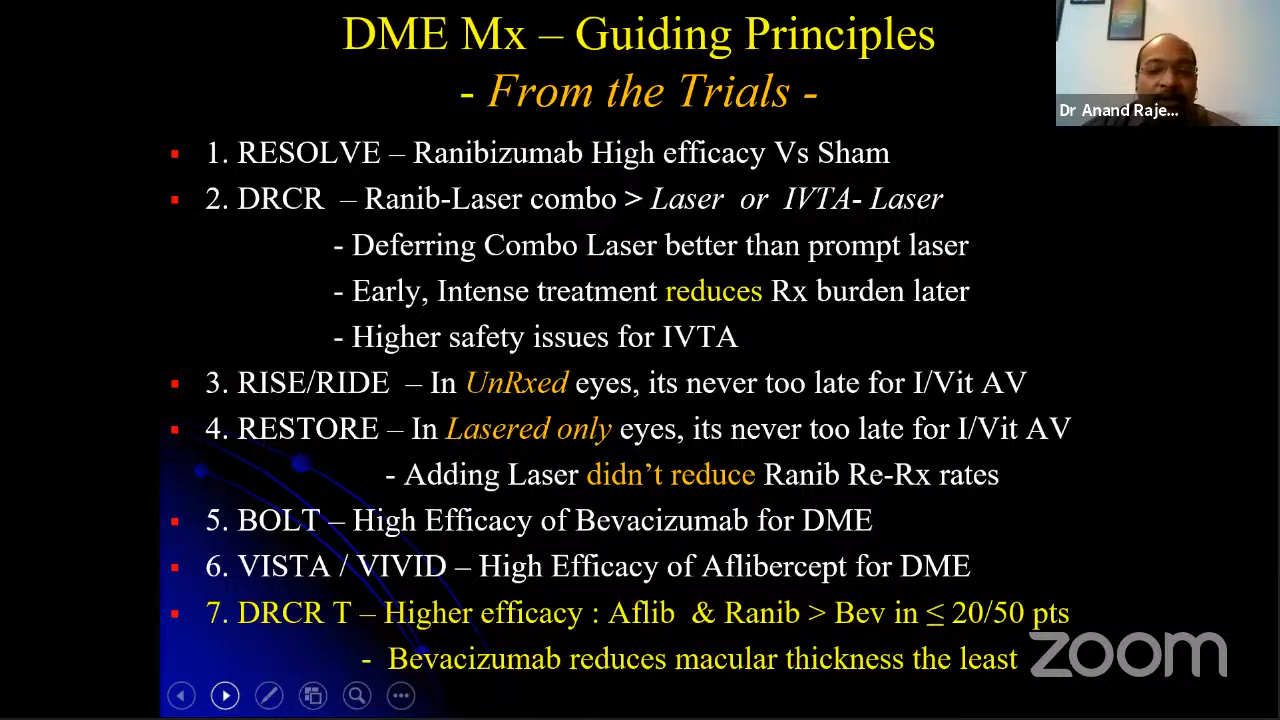 DME Mx – Guiding Principles
- From the Trials -
Dr Anand Raje...
1. RESOLVE – Ranibizumab High efficacy Vs Sham
2. DRCR – Ranib-Laser combo > Laser or IVTA- Laser
- Deferring Combo Laser better than prompt laser
- Early, Intense treatment reduces Rx burden later
- Higher safety issues for IVTA
3. RISE/RIDE – In UnRxed eyes, its never too late for I/Vit AV
4. RESTORE – In Lasered only eyes, its never too late for I/Vit AV
- Adding Laser didn’t reduce Ranib Re-Rx rates
5. BOLT – High Efficacy of Bevacizumab for DME
6. VISTA / VIVID – High Efficacy of Aflibercept for DME
7. DRCR T – Higher efficacy : Aflib & Ranib > Bev in ≤ 20/50 pts
- Bevacizumab reduces macular thickness the least
zoom